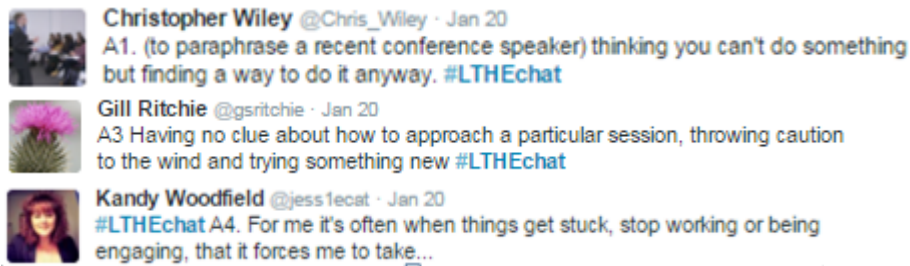 Christopher Wiley @Chris_Wiley · Jan 20
A1. (to paraphrase a recent conference speaker) thinking you can't do something
but finding a way to do it anyway. #LTHEchat
Gill Ritchie @gsritchie · Jan 20
A3 Having no clue about how to approach a particular session, throwing caution
to the wind and trying something new #LTHEchat
Kandy Woodfield @jess1ecat · Jan 20
#LTHEchat A4. For me it's often when things get stuck, stop working or being
engaging, that it forces me to take...